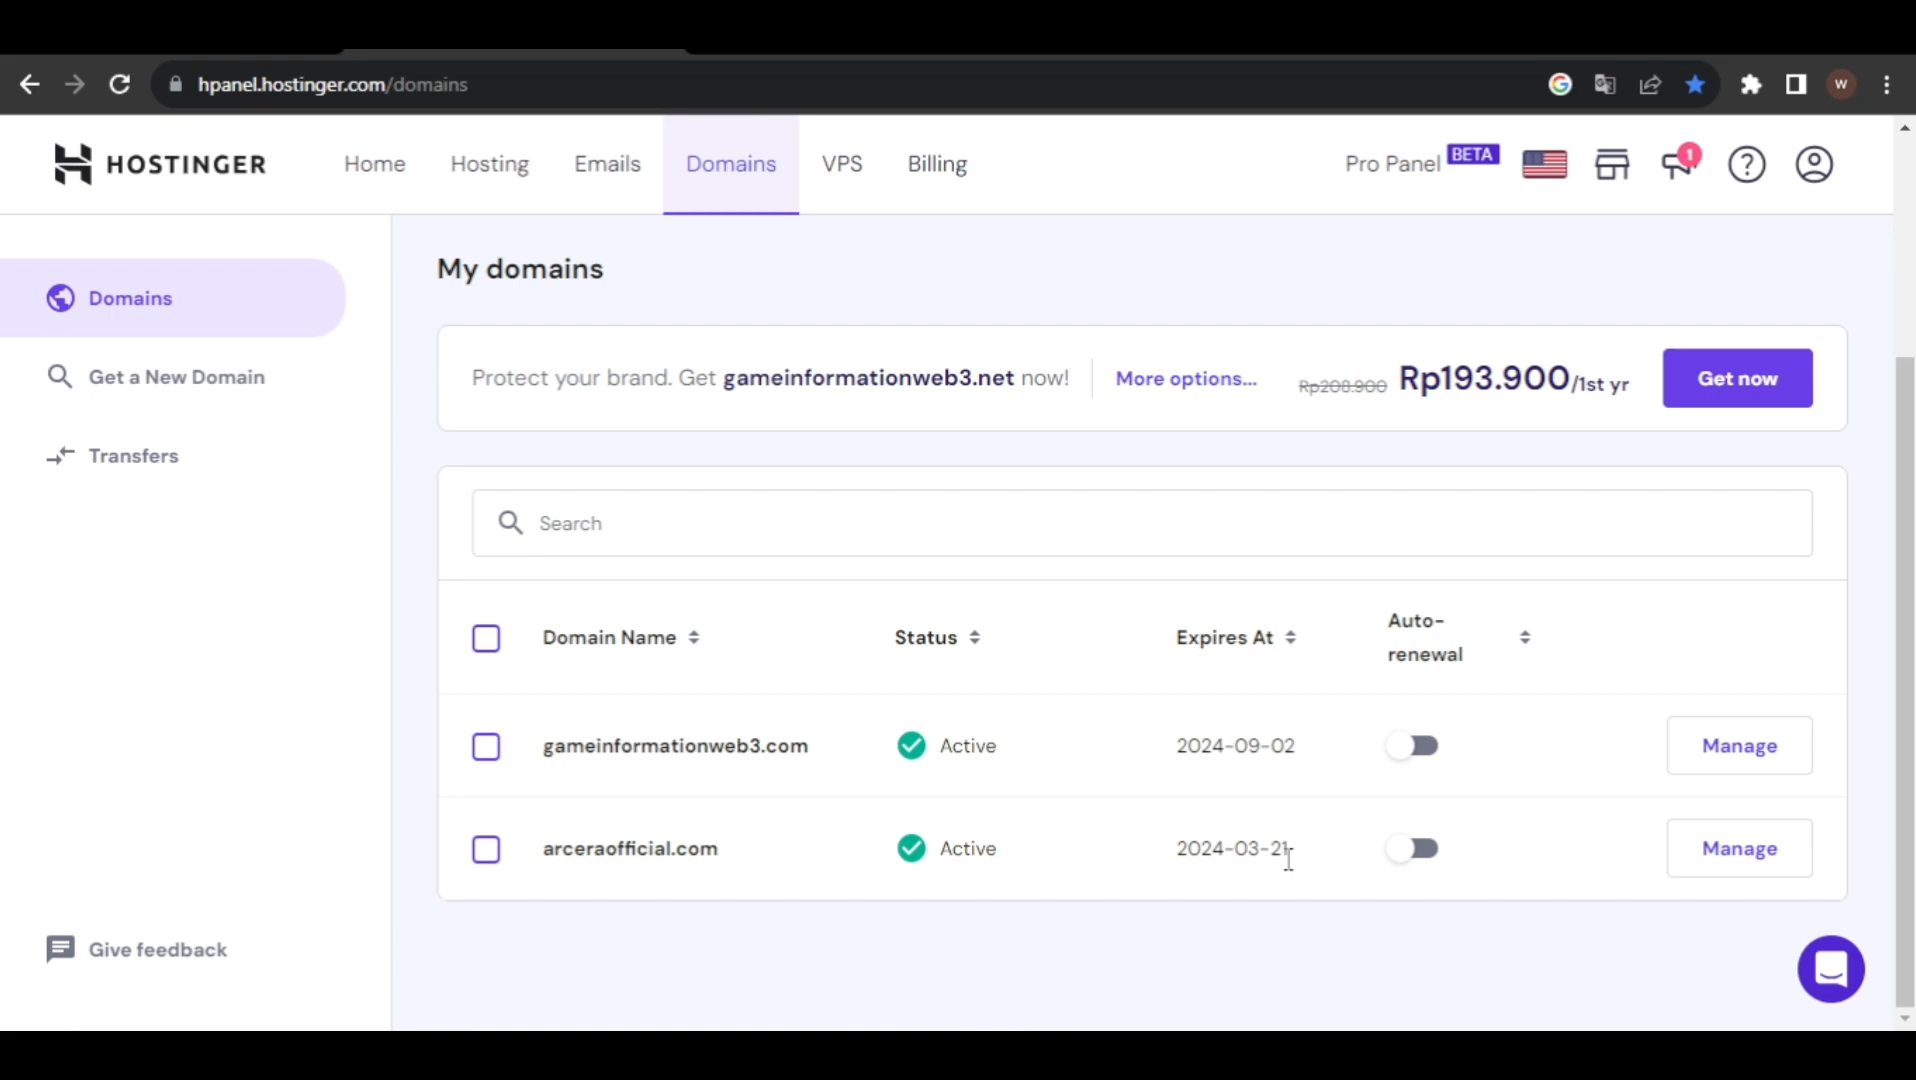 hpanel.hostinger.com/domains
W
HOSTINGER
Home
Hosting
Emails
Domains
VPS
Billing
Pro Panel BETA
1
Domains
Get a New Domain
Transfers
Give feedback
My domains
Protect your brand. Get gameinformationweb3.net now!
More options...
Rp208.900 Rp193.900/1st yr
Get now
Search
Domain Name
Status
Expires At
Auto-
renewal
gameinformationweb3.com
Active
2024-09-02
Manage
arceraofficial.com
Active
2024-03-21
Manage